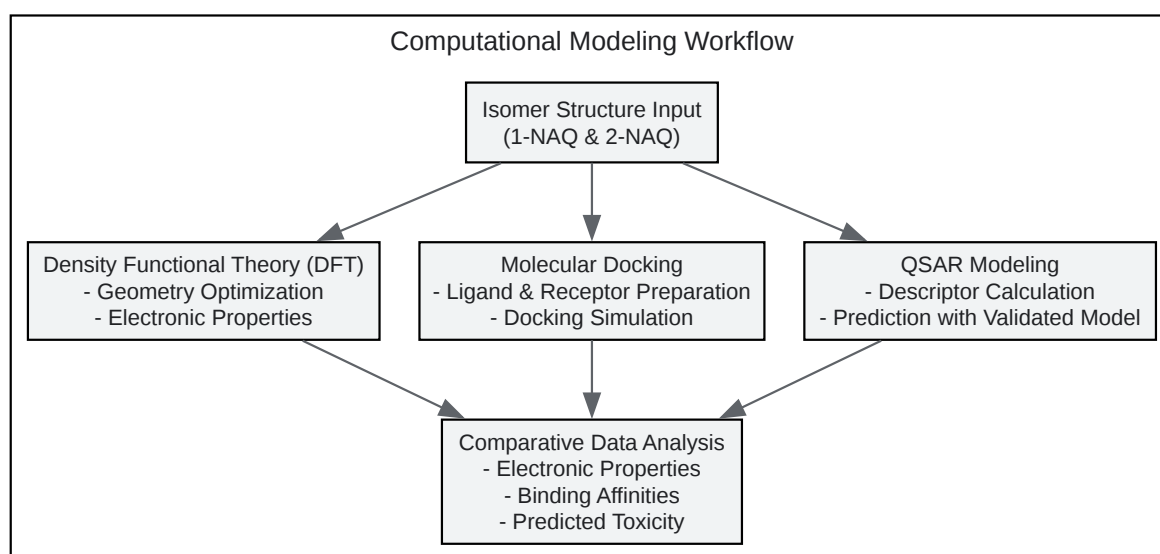 Computational Modeling Workflow
Isomer Structure Input
(1-NAQ & 2-NAQ)
Density Functional Theory (DFT)
- Geometry Optimization
- Electronic Properties
Molecular Docking
- Ligand & Receptor Preparation
- Docking Simulation
QSAR Modeling
- Descriptor Calculation
- Prediction with Validated Model
Comparative Data Analysis
- Electronic Properties
- Binding Affinities
- Predicted Toxicity